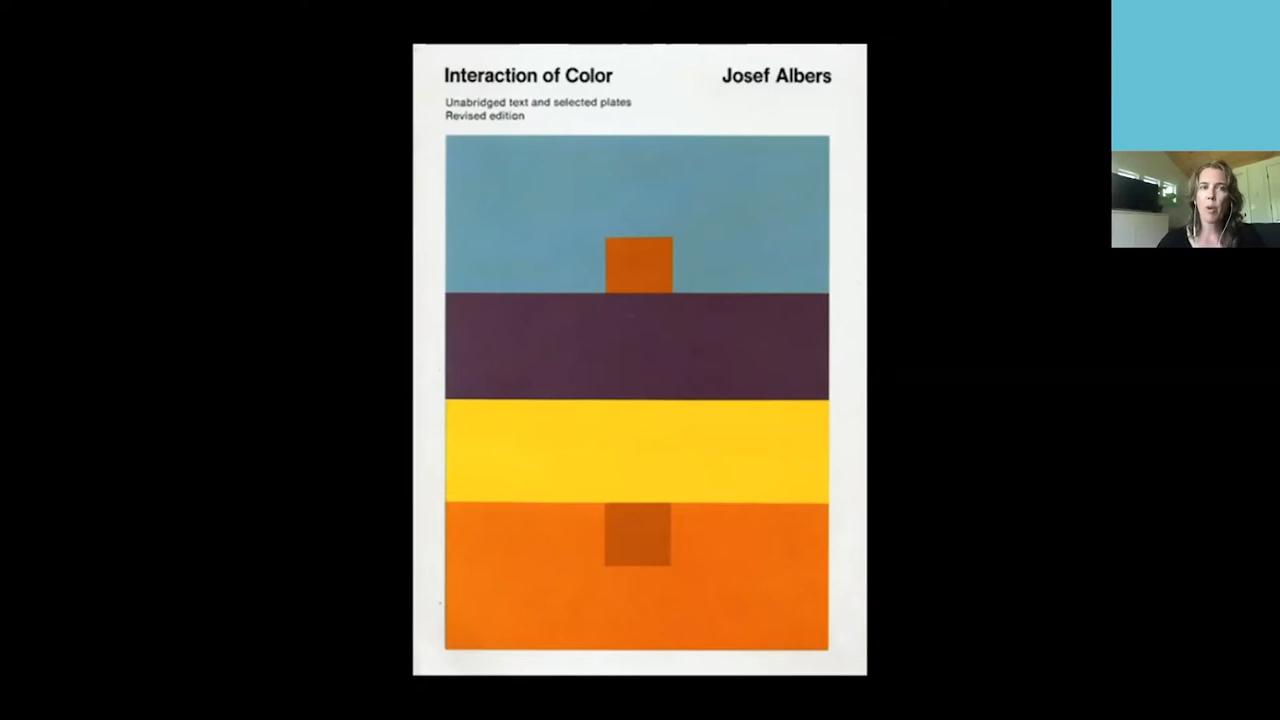 Interaction of Color
Josef Albers
Unabridged text and selected plates
Revised edition